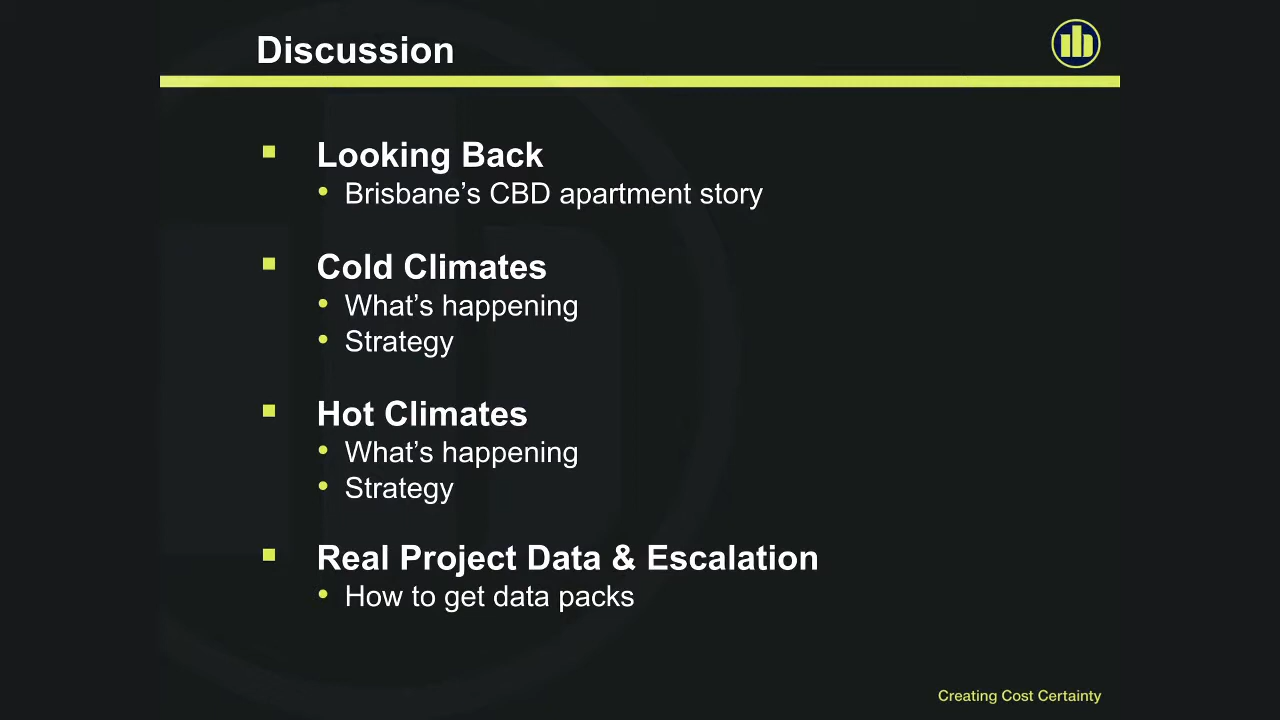 Discussion
Looking Back
Brisbane’s CBD apartment story
Cold Climates
What’s happening
Strategy
Hot Climates
What’s happening
Strategy
Real Project Data & Escalation
How to get data packs
Creating Cost Certainty